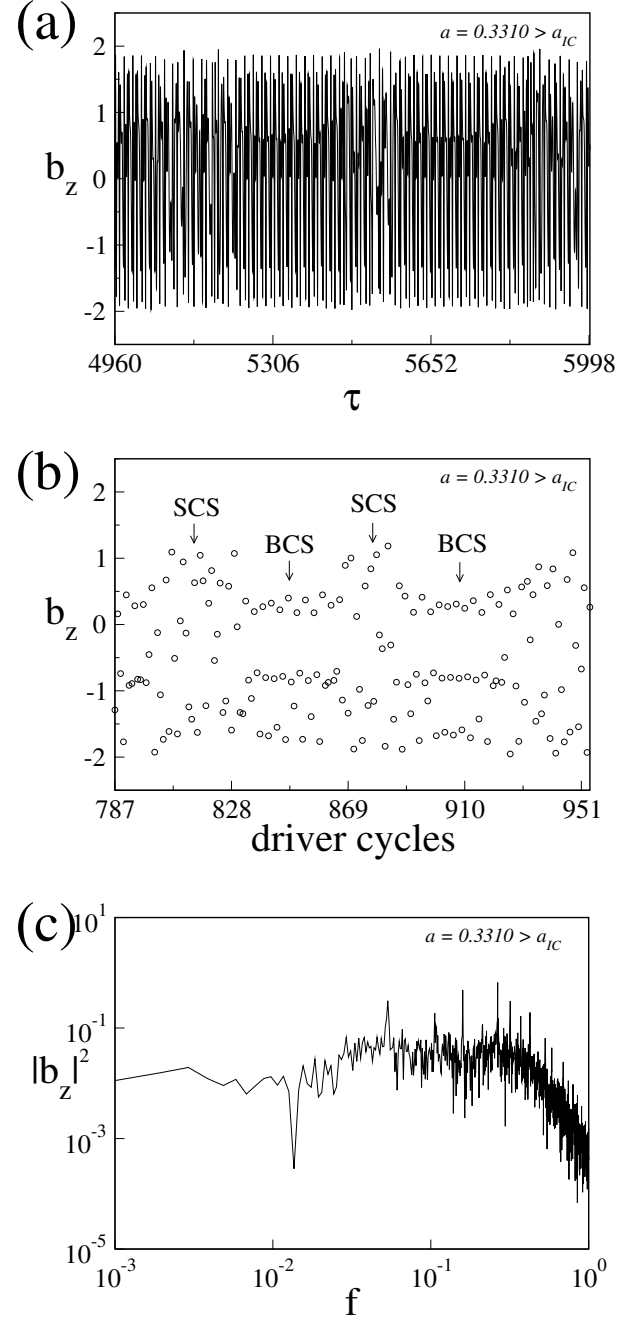 (a)
a = 0.3310 > a_IC
2
1
b_z 0
-1
-2
4960 5306 5652 5998
τ
(b)
a = 0.3310 > a_IC
2
SCS SCS
BCS BCS
1
b_z 0
-1
-2
787 828 869 910 951
driver cycles
(c)
10^1
a = 0.3310 > a_IC
10^-1
|b_z|^2
10^-3
10^-5
10^-3 10^-2 10^-1 10^0
f